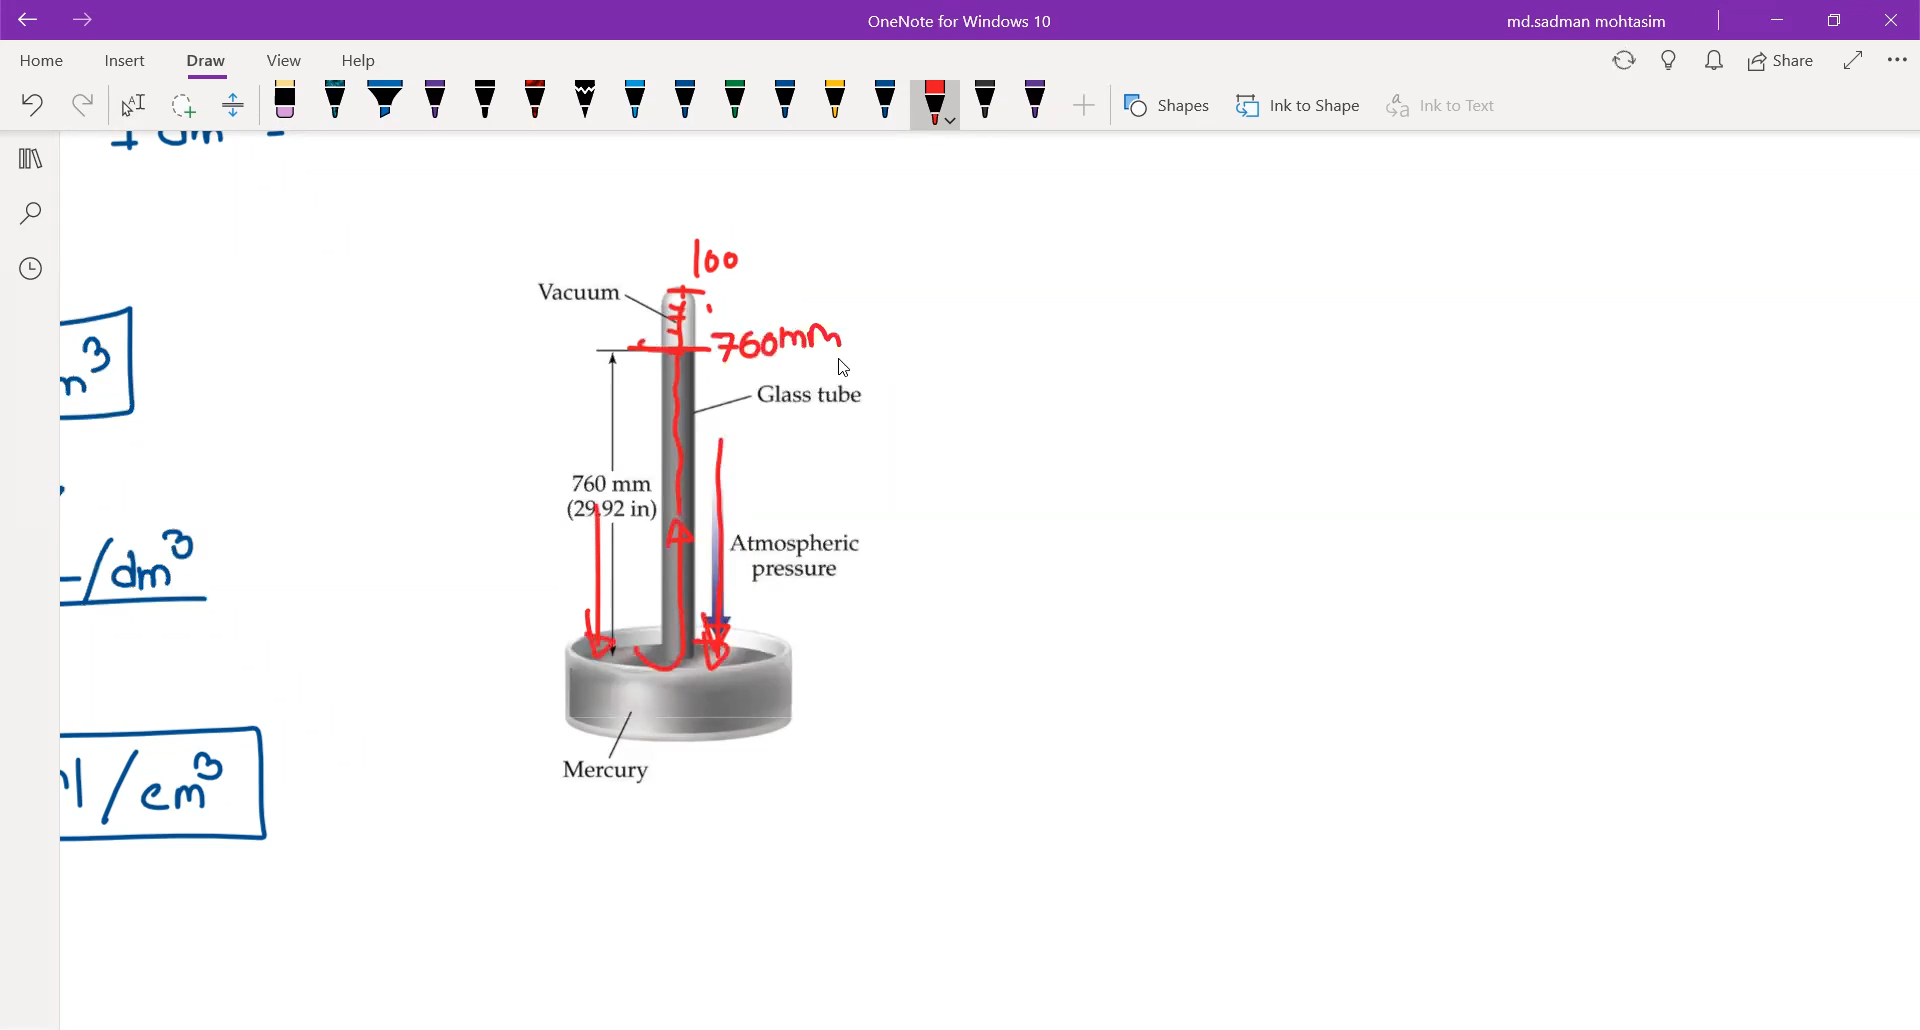 OneNote for Windows 10
md.sadman mohtasim
Home Insert Draw View Help
Share
Shapes Ink to Shape Ink to Text
100
Vacuum
760mm
Glass tube
760 mm
(29.92 in)
Atmospheric
pressure
Mercury
m³
/dm³
/cm³